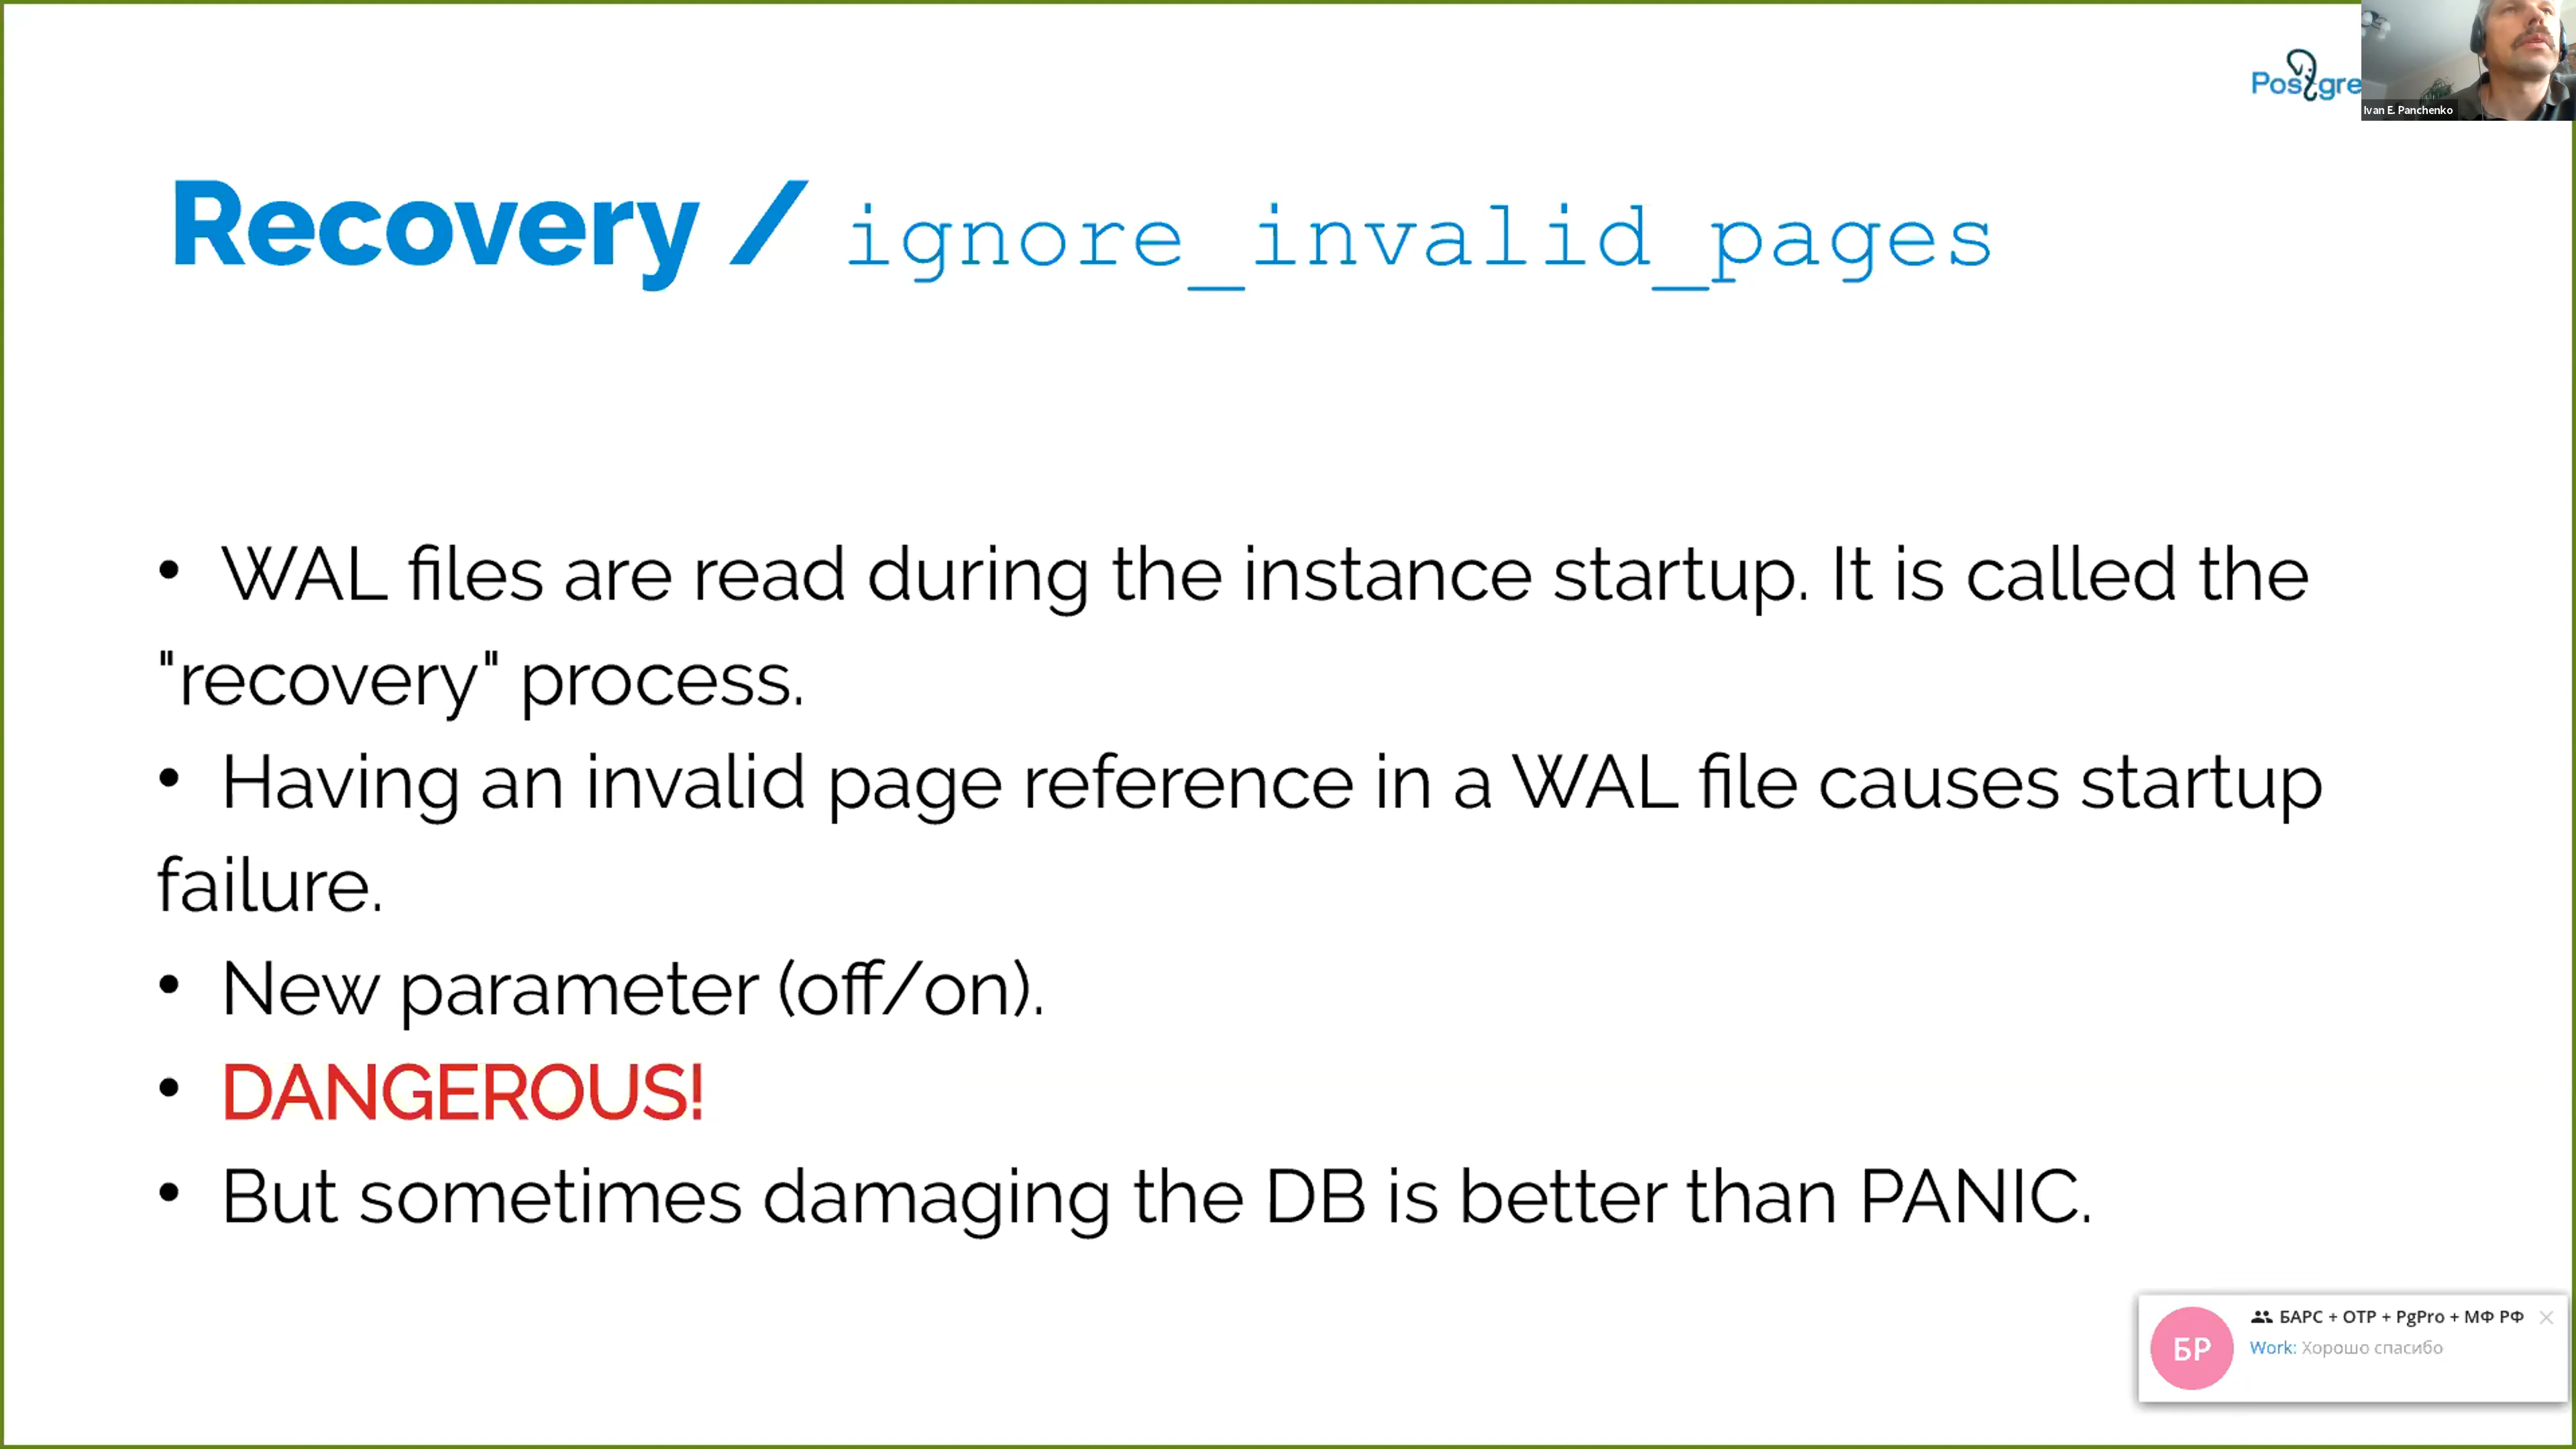 Postgre
Ivan E. Panchenko
Recovery / ignore_invalid_pages
• WAL files are read during the instance startup. It is called the
"recovery" process.
• Having an invalid page reference in a WAL file causes startup
failure.
• New parameter (off/on).
• DANGEROUS!
• But sometimes damaging the DB is better than PANIC.
БАРС + ОТР + PgPro + МФ РФ
БР
Work: Хорошо спасибо